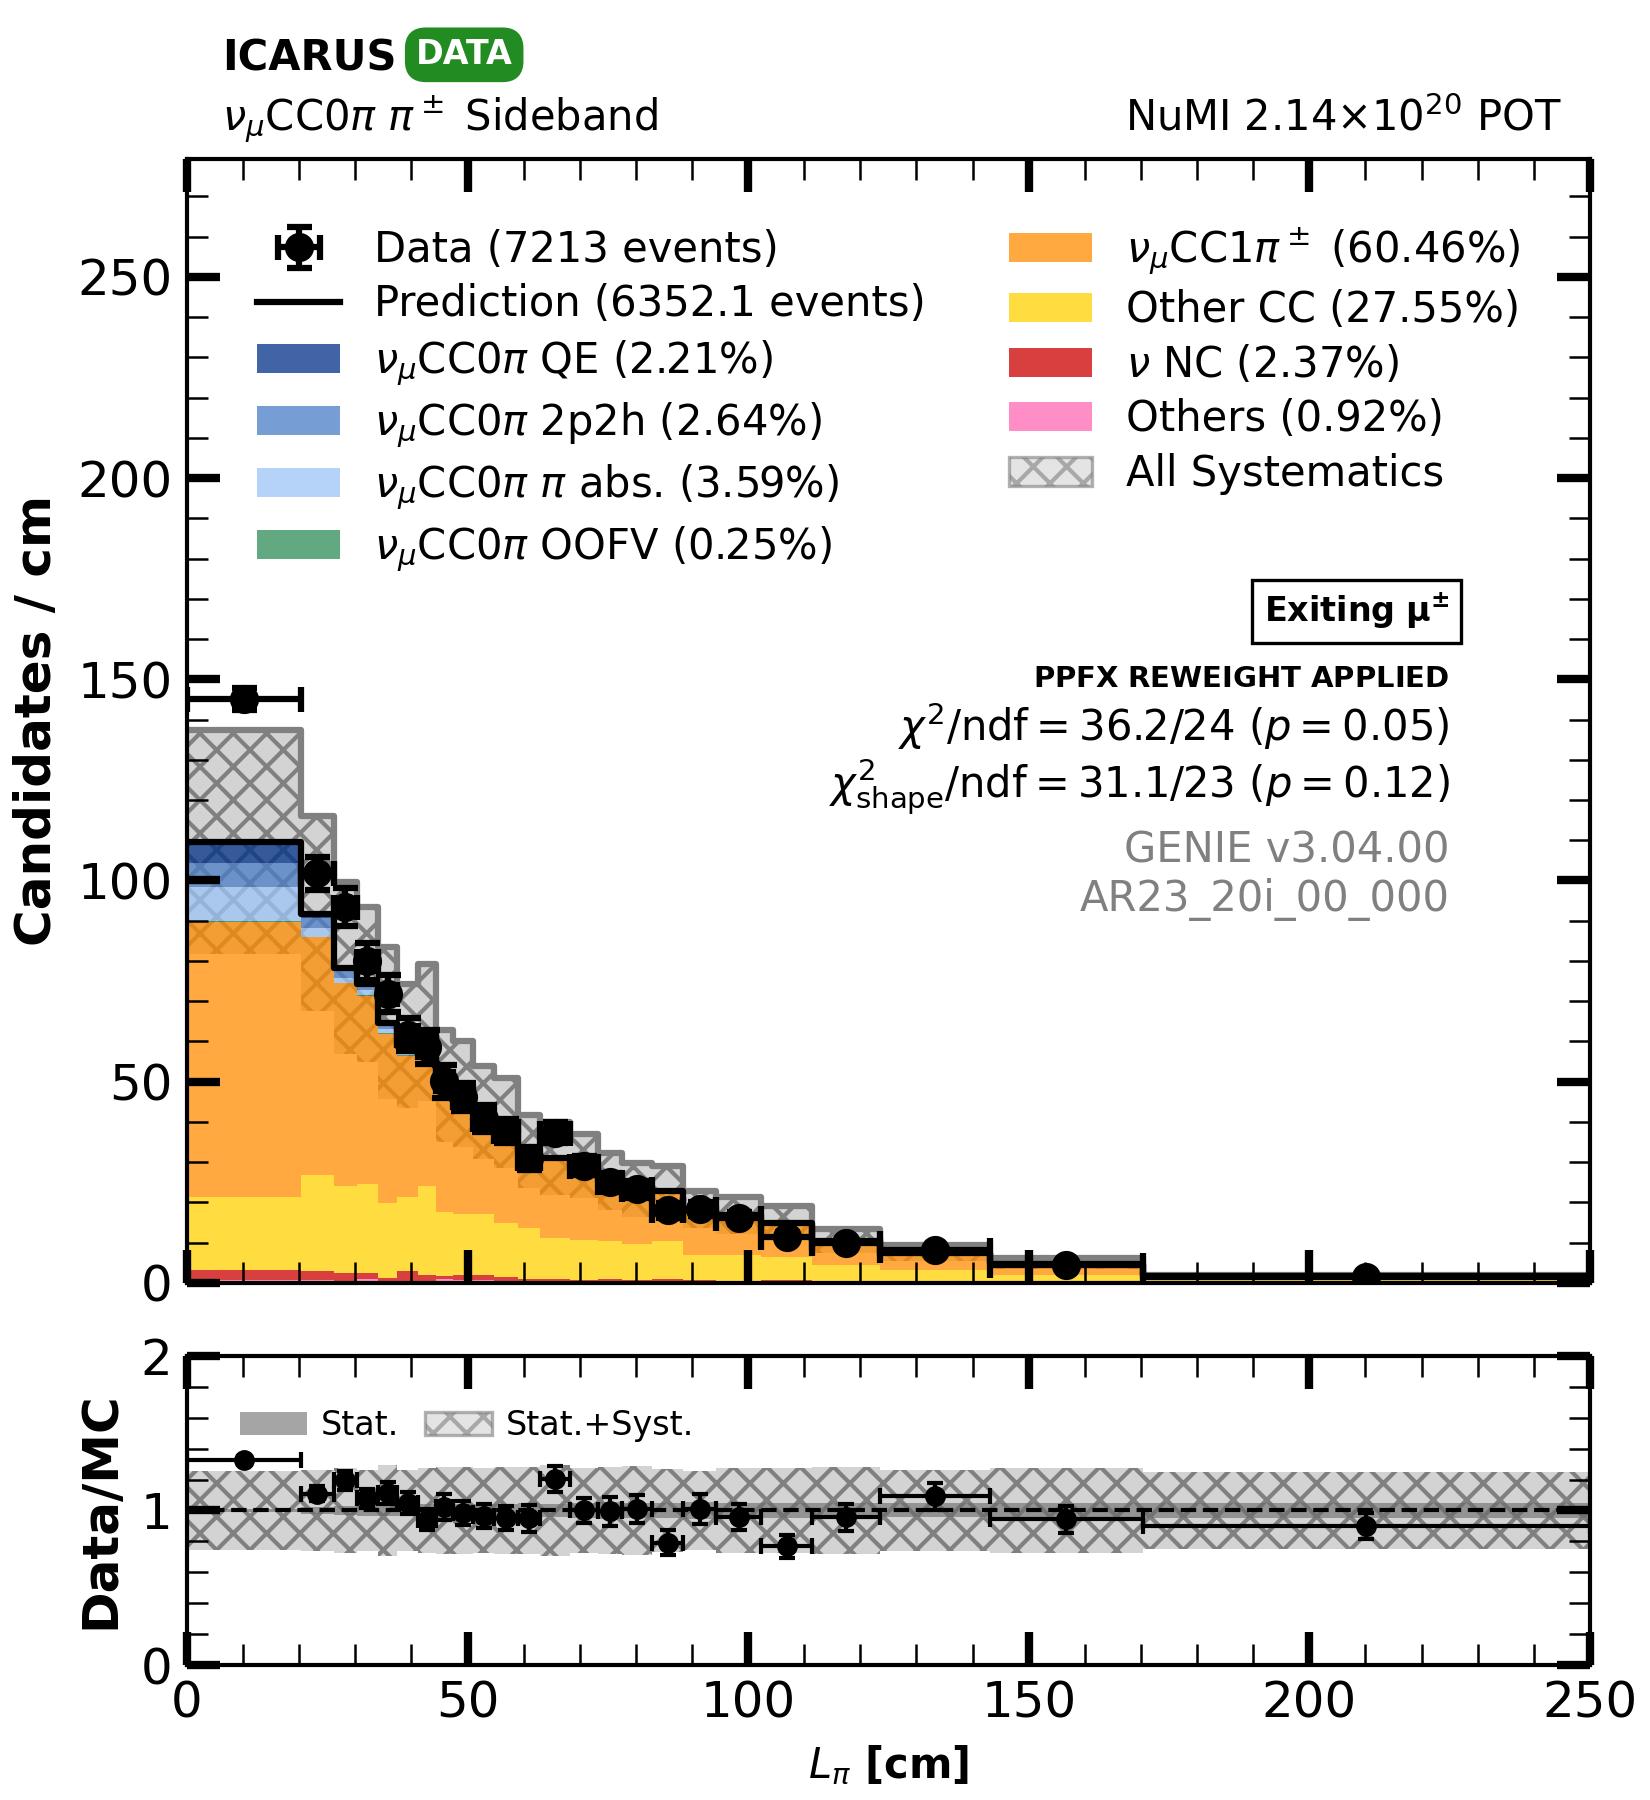 ICARUS DATA
νμCC0π π± Sideband
NuMI 2.14×10²⁰ POT
Candidates / cm
250
200
150
100
50
0
Data (7213 events)
Prediction (6352.1 events)
νμCC0π QE (2.21%)
νμCC0π 2p2h (2.64%)
νμCC0π π abs. (3.59%)
νμCC0π OOFV (0.25%)
νμCC1π± (60.46%)
Other CC (27.55%)
ν NC (2.37%)
Others (0.92%)
All Systematics
Exiting μ±
PPFX REWEIGHT APPLIED
χ²/ndf = 36.2/24 (p = 0.05)
χ²shape/ndf = 31.1/23 (p = 0.12)
GENIE v3.04.00
AR23_20i_00_000
Data/MC
2
1
0
Stat.
Stat.+Syst.
0 50 100 150 200 250
Lπ [cm]